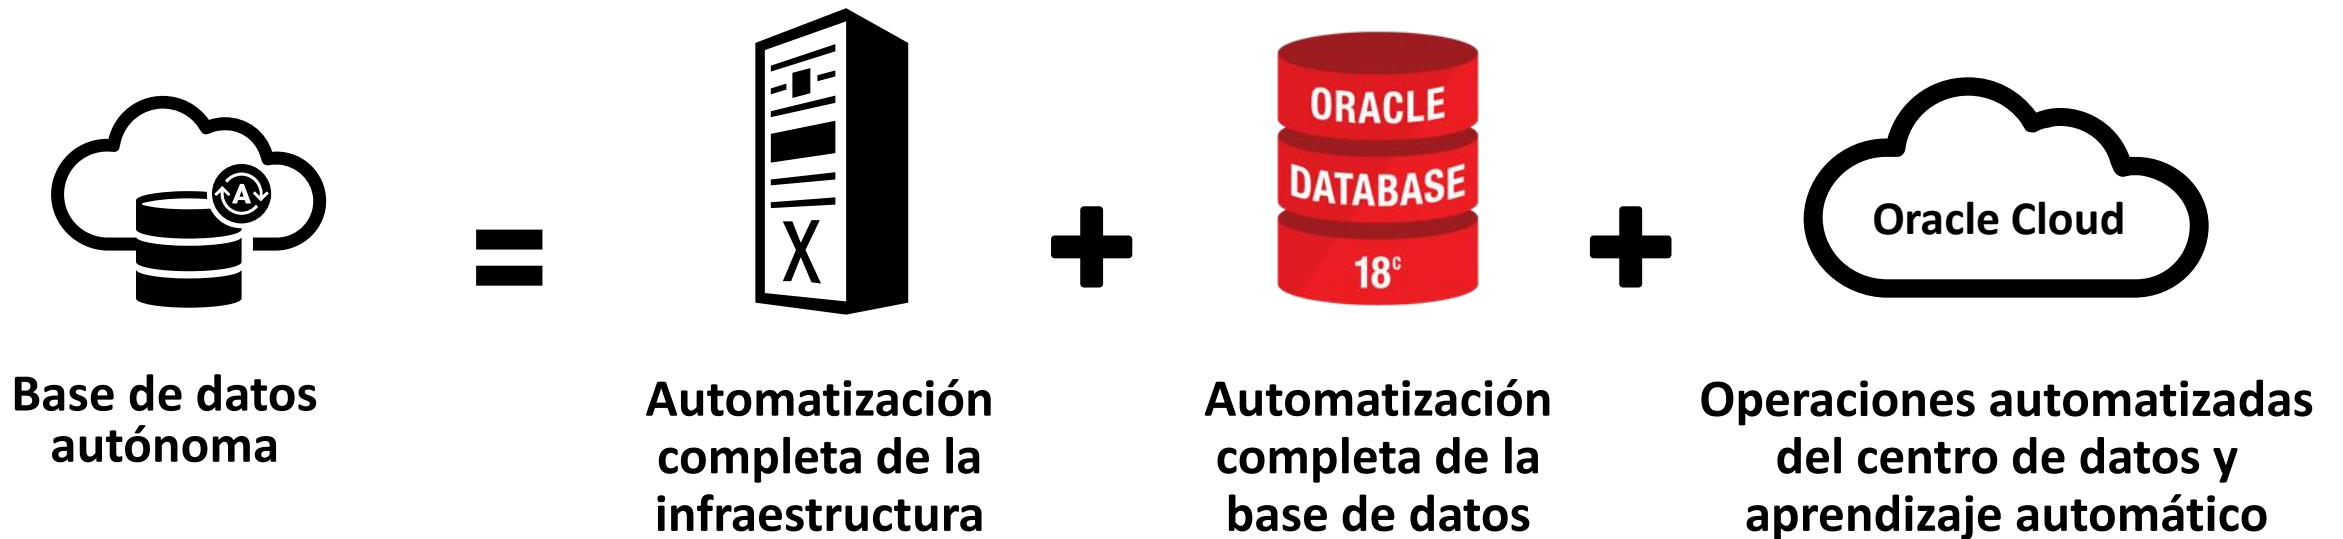 A
X
ORACLE
DATABASE
18c
Oracle Cloud
Base de datos
autónoma
=
Automatización
completa de la
infraestructura
+
Automatización
completa de la
base de datos
+
Operaciones automatizadas
del centro de datos y
aprendizaje automático